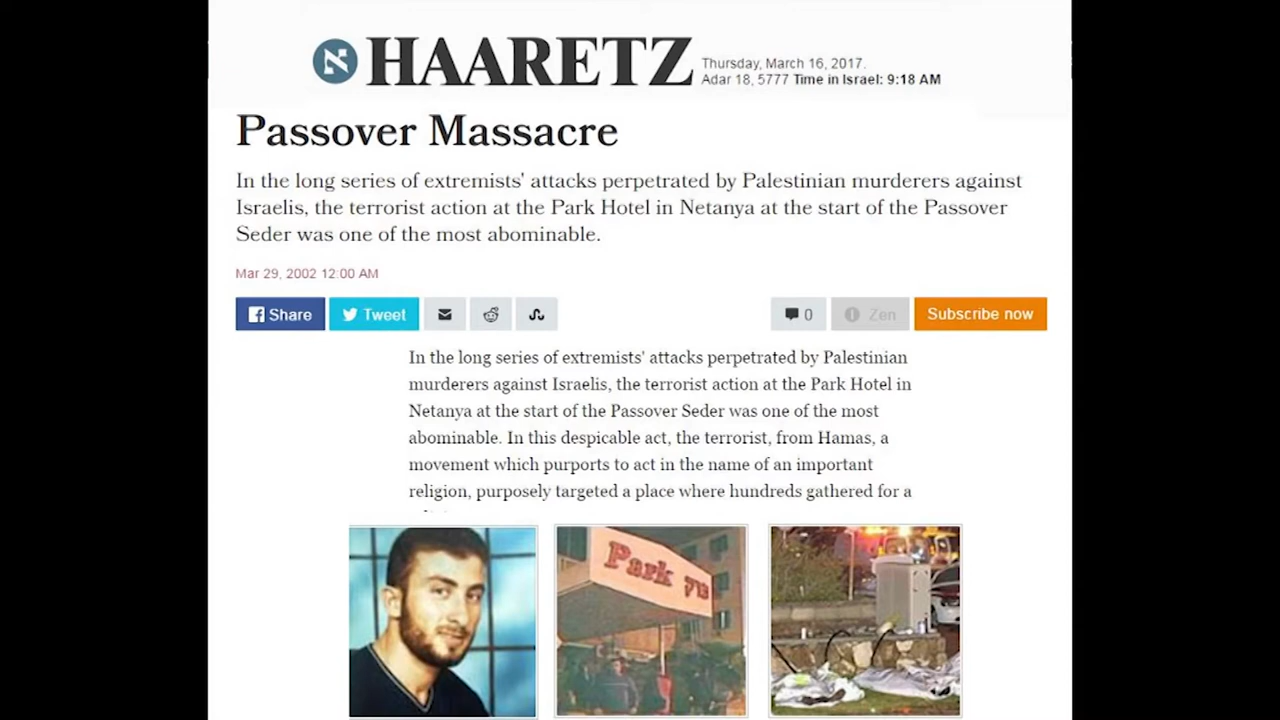 HAARETZ
Thursday, March 16, 2017.
Adar 18, 5777 Time in Israel: 9:18 AM
Passover Massacre
In the long series of extremists' attacks perpetrated by Palestinian murderers against
Israelis, the terrorist action at the Park Hotel in Netanya at the start of the Passover
Seder was one of the most abominable.
Mar 29, 2002 12:00 AM
Share
Tweet
0
Zen
Subscribe now
In the long series of extremists' attacks perpetrated by Palestinian
murderers against Israelis, the terrorist action at the Park Hotel in
Netanya at the start of the Passover Seder was one of the most
abominable. In this despicable act, the terrorist, from Hamas, a
movement which purports to act in the name of an important
religion, purposely targeted a place where hundreds gathered for a
Park פרק